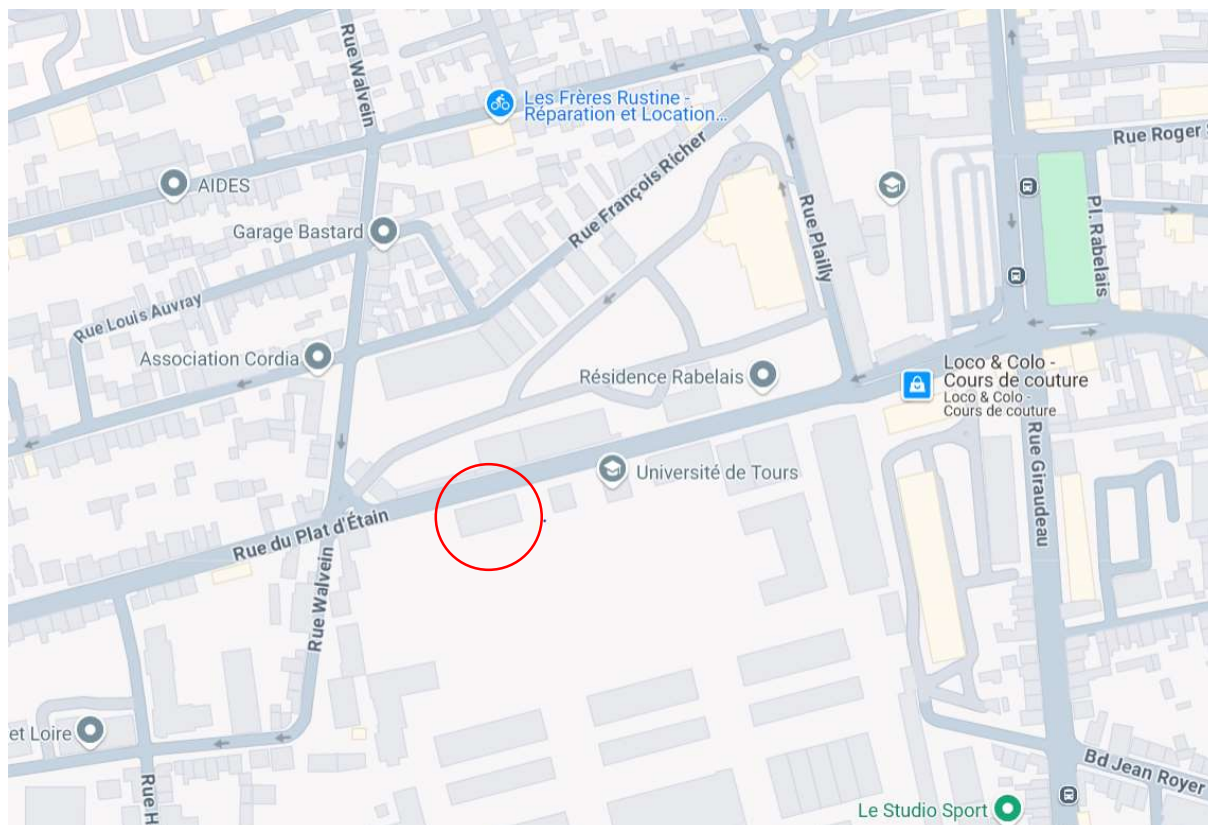 Rue Walvein
Les Frères Rustine -
Réparation et Location...
Rue Roger
AIDES
Rue François Richer
Garage Bastard
Rue Plailly
Pl. Rabelais
Rue Louis Auvray
Association Cordia
Résidence Rabelais
Loco & Colo -
Cours de couture
Loco & Colo -
Cours de couture
Université de Tours
Rue Giraudeau
Rue du Plat d'Étain
Rue Walvein
et Loire
Rue H
Bd Jean Royer
Le Studio Sport